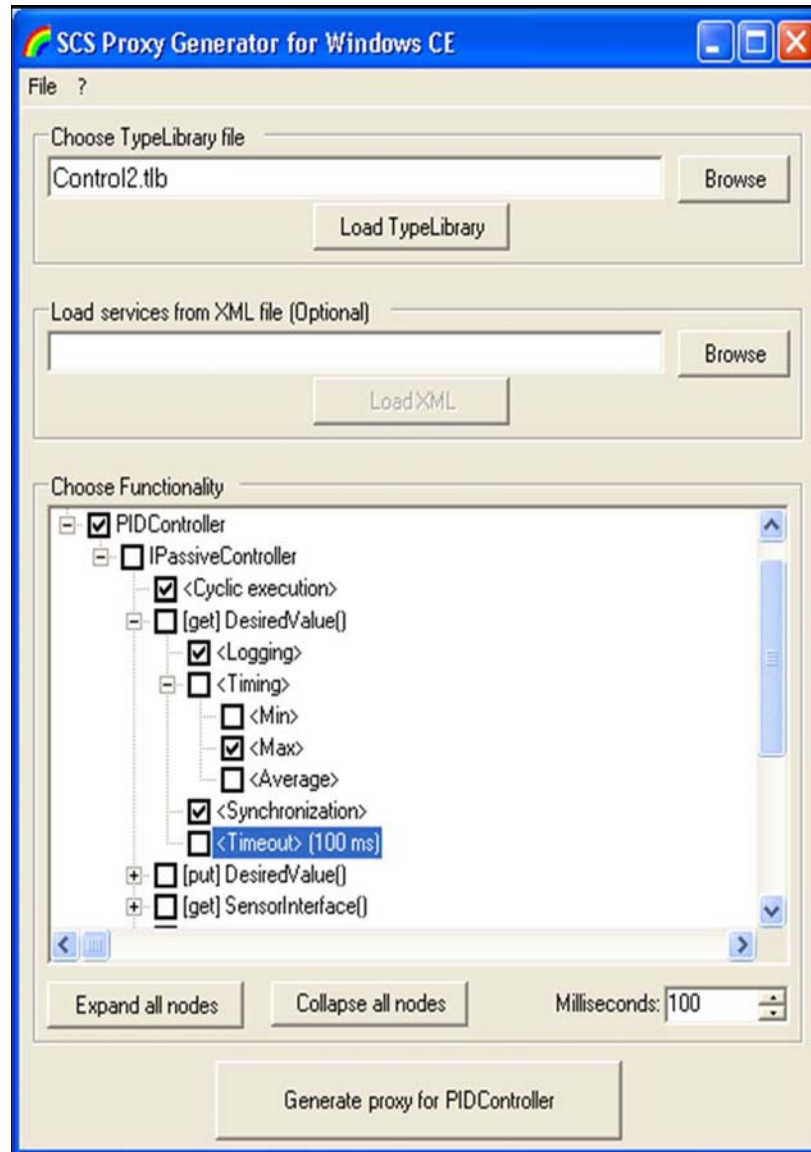 SCS Proxy Generator for Windows CE
File ?
Choose TypeLibrary file
Control2.tlb
Browse
Load TypeLibrary
Load services from XML file (Optional)
Browse
Load XML
Choose Functionality
PIDController
IPassiveController
<Cyclic execution>
[get] DesiredValue()
<Logging>
<Timing>
<Min>
<Max>
<Average>
<Synchronization>
<Timeout> (100 ms)
[put] DesiredValue()
[get] SensorInterface()
Expand all nodes
Collapse all nodes
Milliseconds: 100
Generate proxy for PIDController